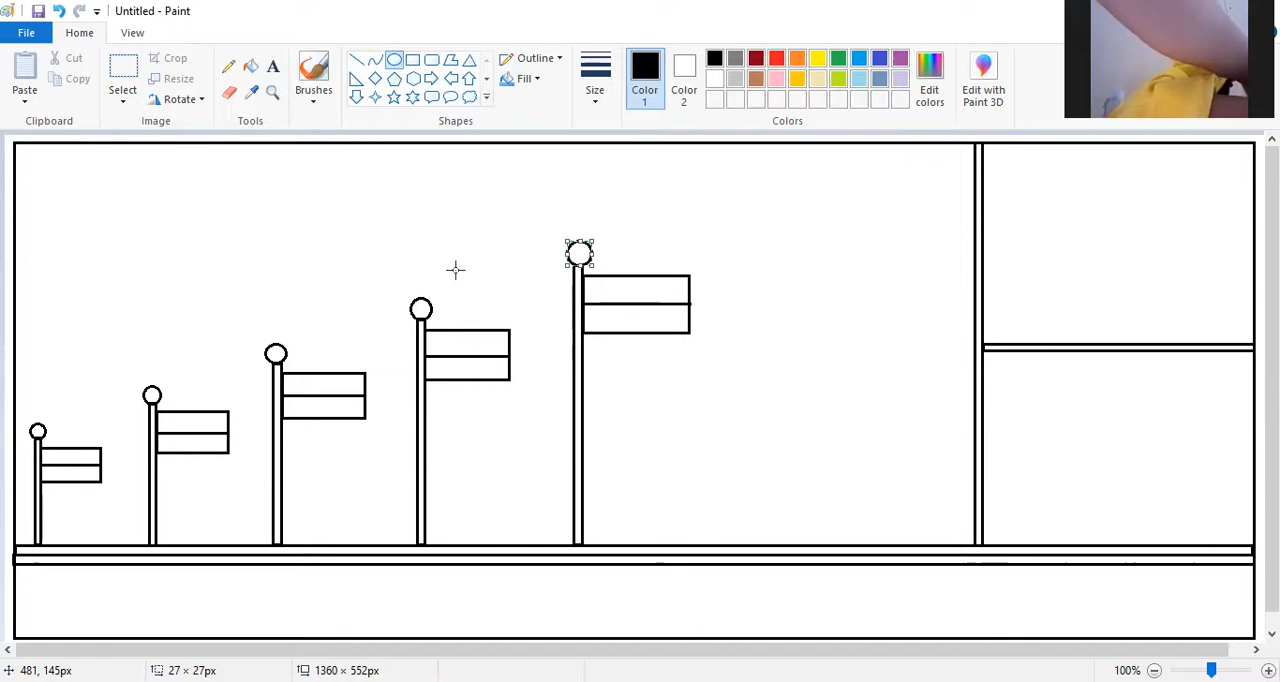 Untitled - Paint
File Home View
Paste
Cut
Copy
Clipboard
Select
Crop
Resize
Rotate
Image
A
Tools
Brushes
Shapes
Outline
Fill
Size
Color 1
Color 2
Colors
Edit colors
Edit with Paint 3D
481, 145px
27 × 27px
1360 × 552px
100%